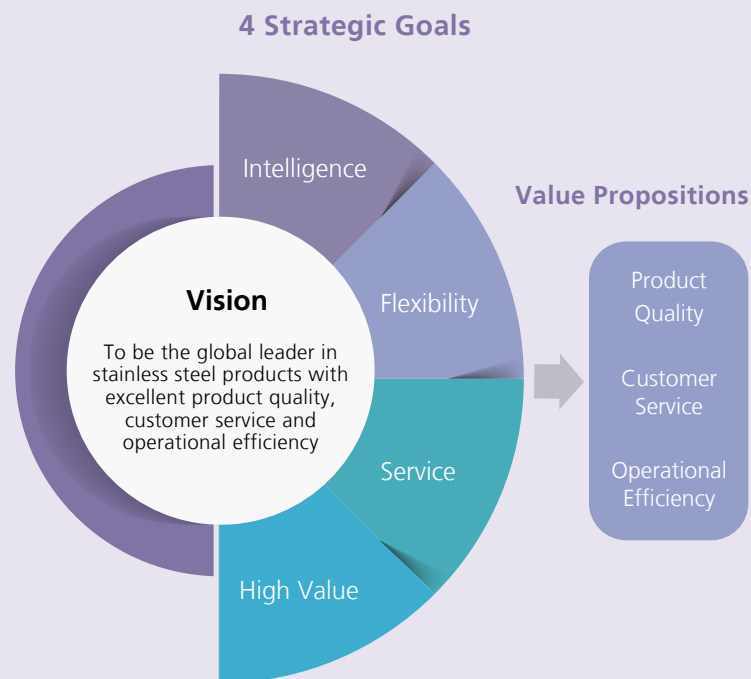 4 Strategic Goals
Intelligence
Flexibility
Service
High Value
Vision
To be the global leader in
stainless steel products with
excellent product quality,
customer service and
operational efficiency
Value Propositions
Product
Quality
Customer
Service
Operational
Efficiency